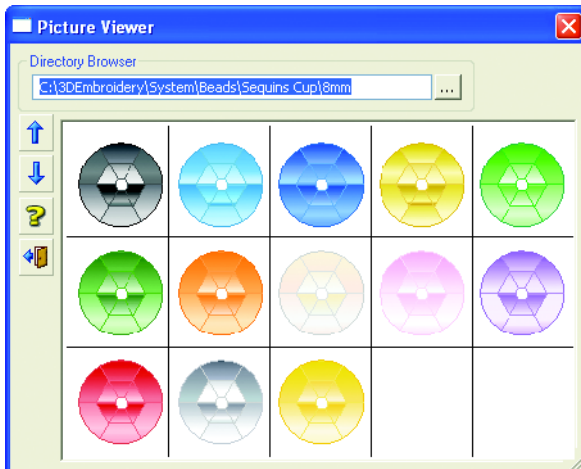 Picture Viewer
Directory Browser
C:\3DEmbroidery\System\Beads\Sequins Cup\8mm
...